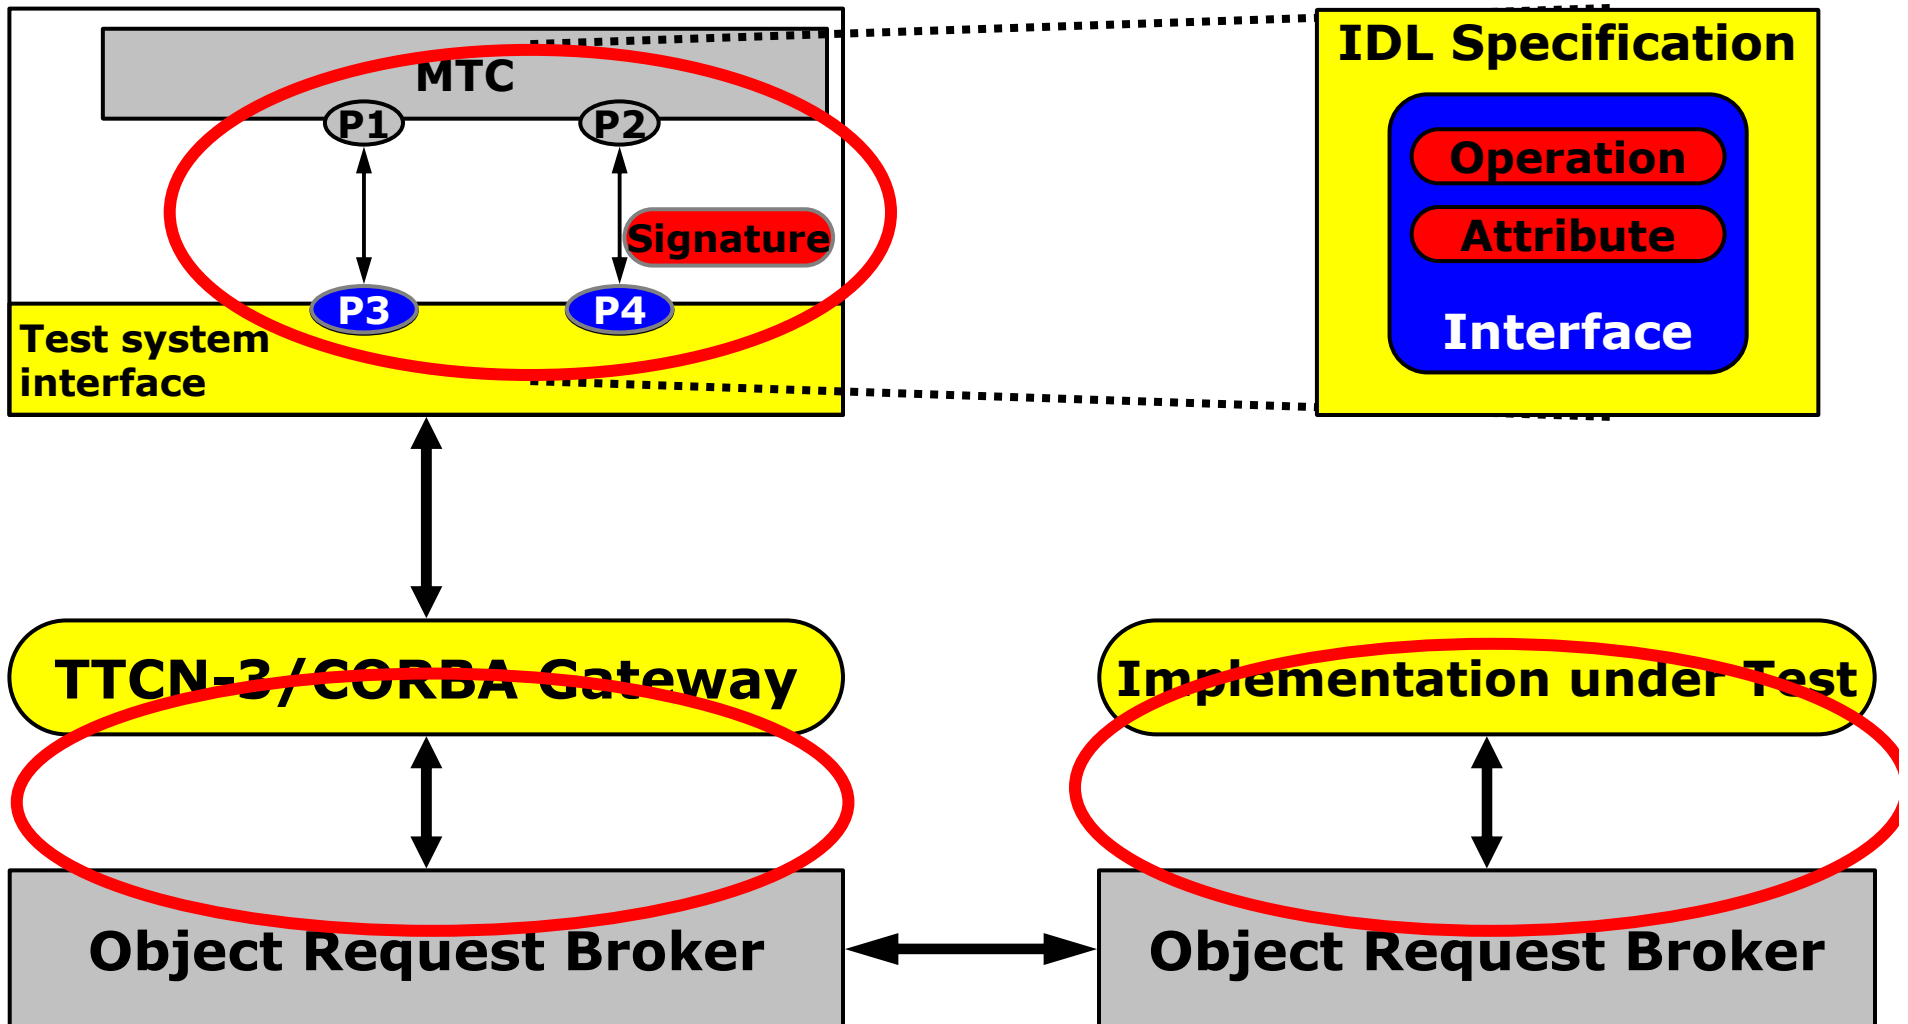 MTC
P1
P2
Signature
P3
P4
Test system
interface
IDL Specification
Operation
Attribute
Interface
TTCN-3/CORBA Gateway
Implementation under Test
Object Request Broker
Object Request Broker